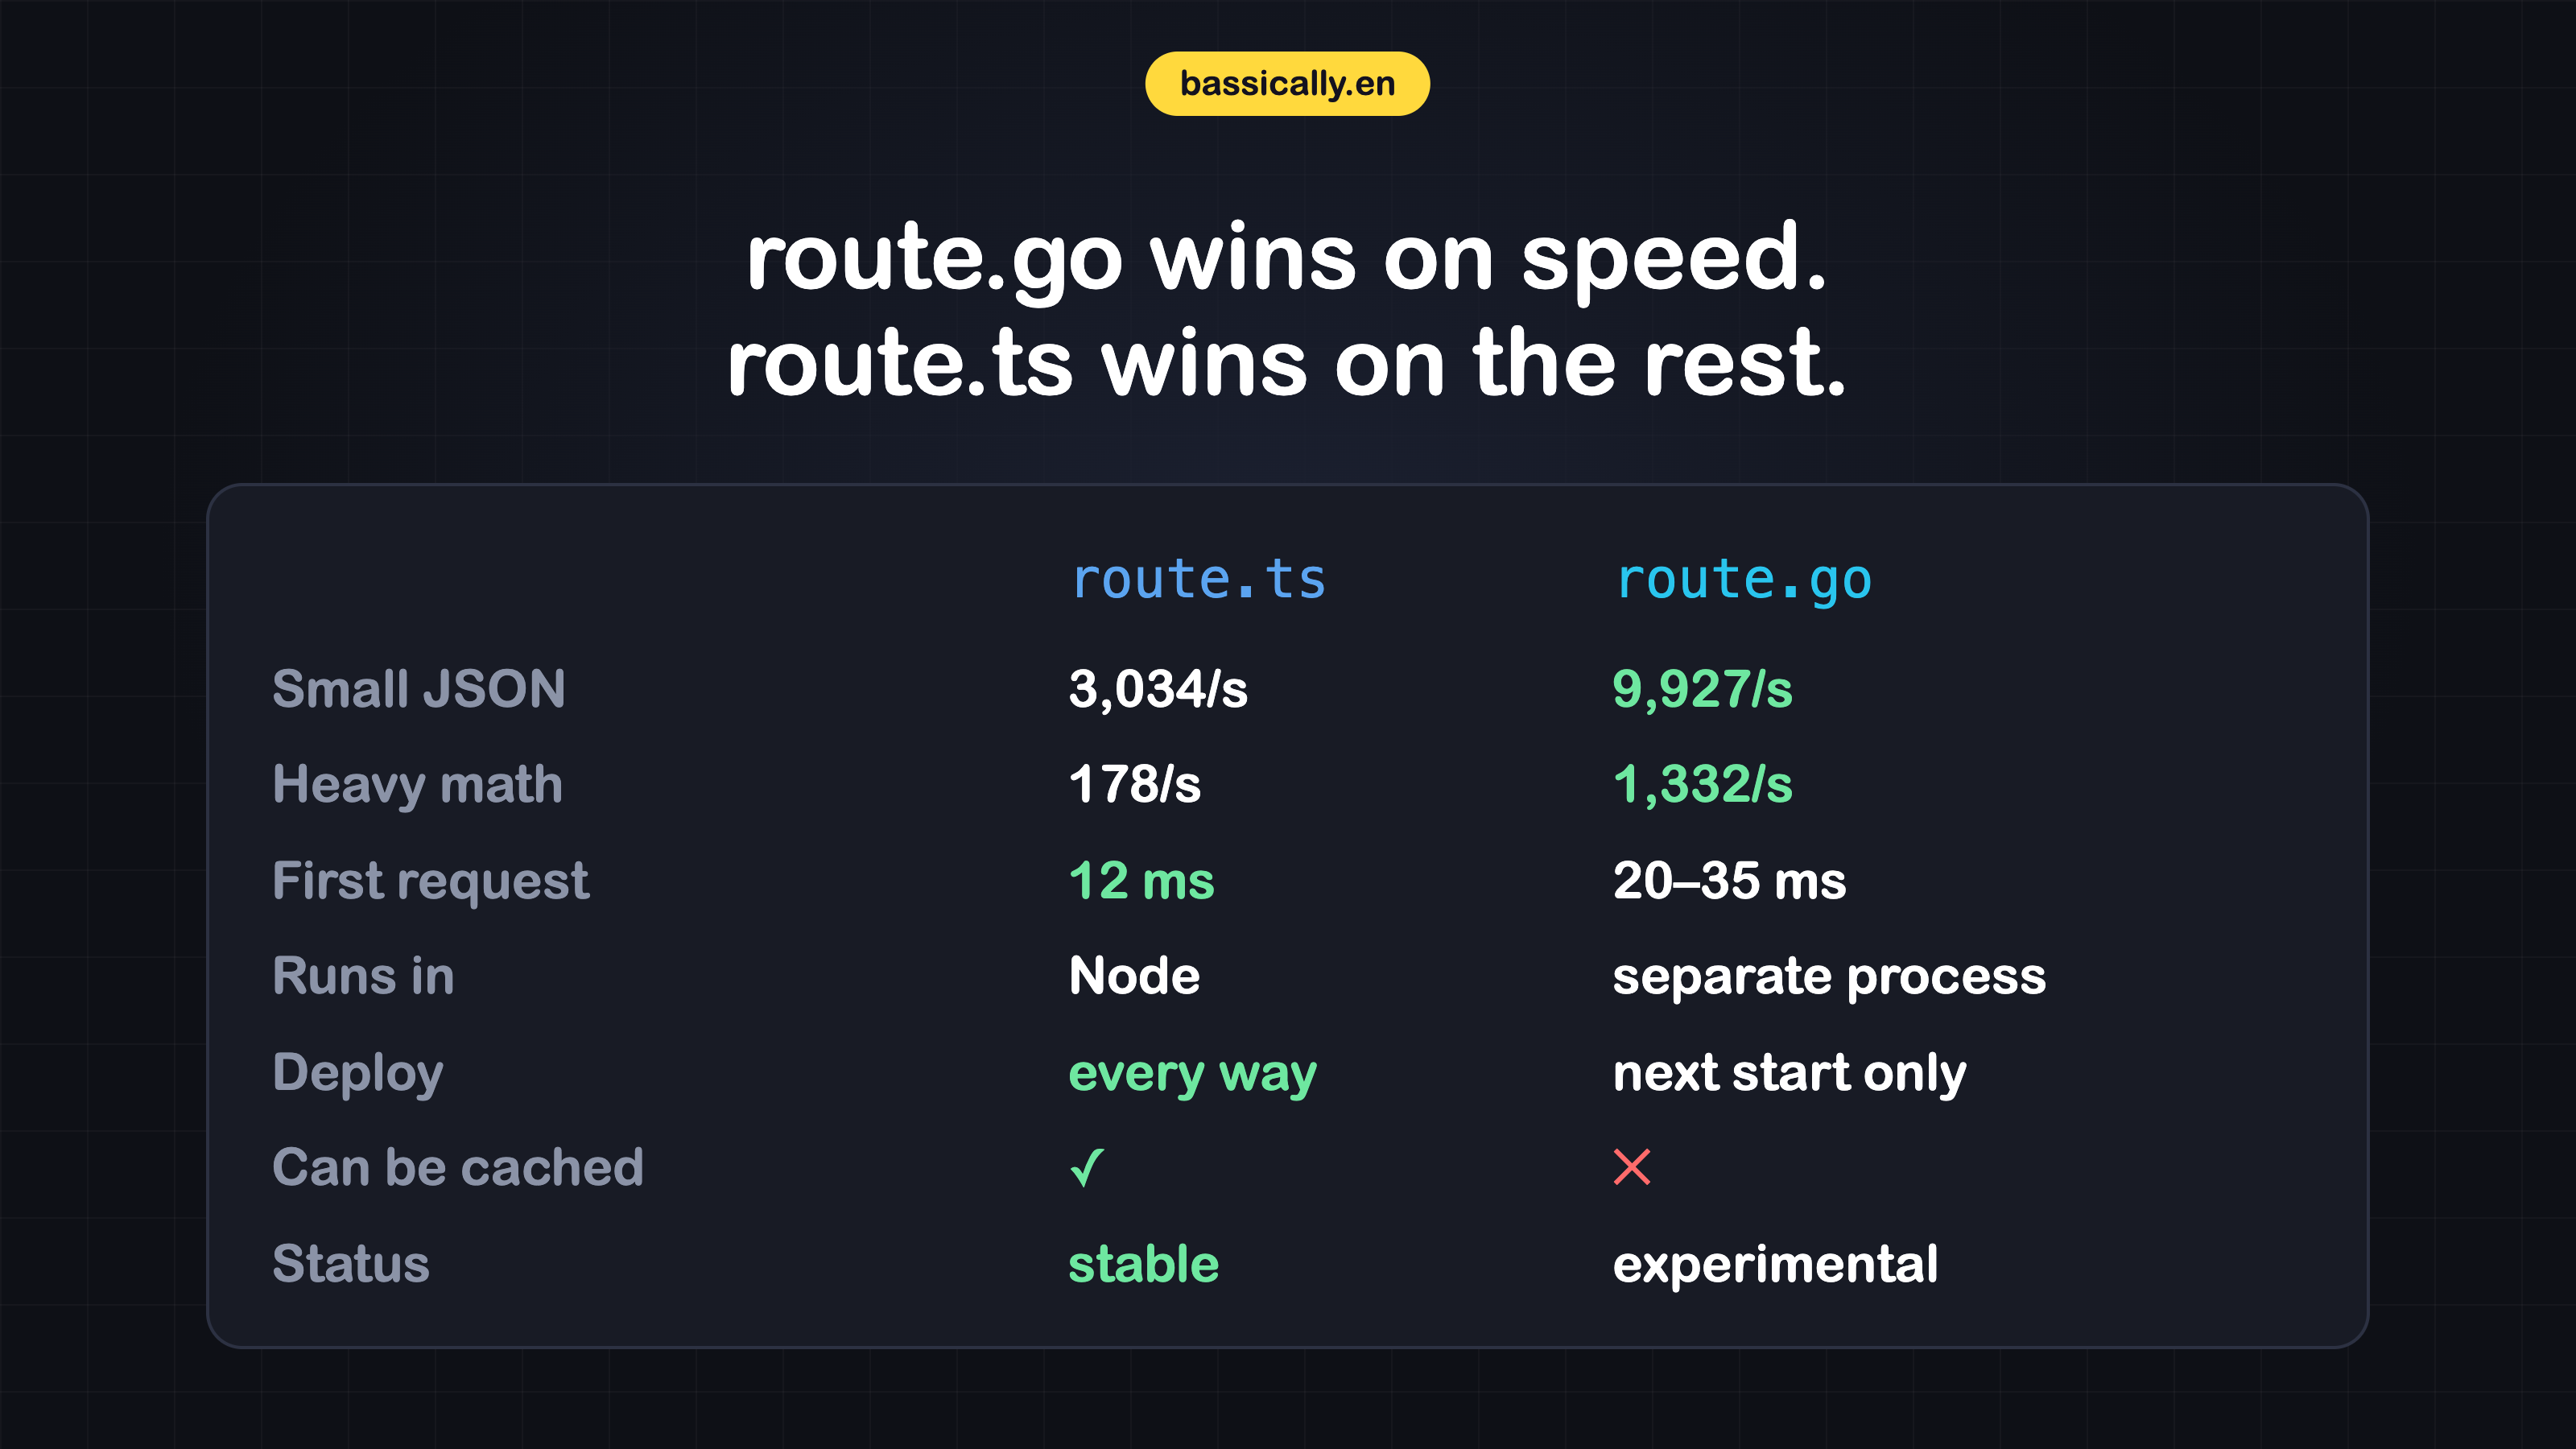 bassically.en
route.go wins on speed.
route.ts wins on the rest.
route.ts route.go
Small JSON 3,034/s 9,927/s
Heavy math 178/s 1,332/s
First request 12 ms 20–35 ms
Runs in Node separate process
Deploy every way next start only
Can be cached ✓ ✕
Status stable experimental